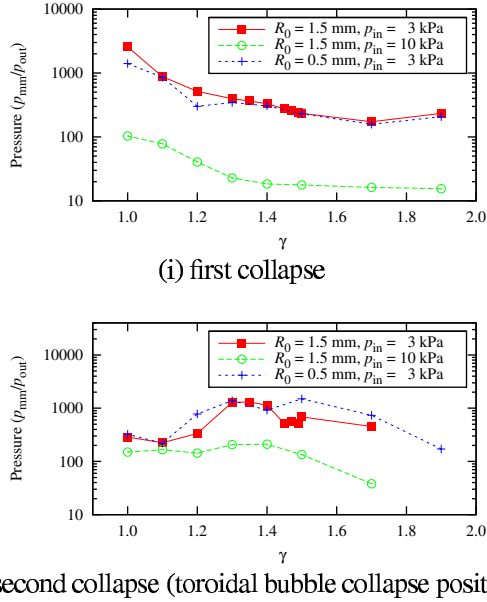 10000
1000
100
10
Pressure (pmm/pout)
R0 = 1.5 mm, pin = 3 kPa
R0 = 1.5 mm, pin = 10 kPa
R0 = 0.5 mm, pin = 3 kPa
1.0 1.2 1.4 1.6 1.8 2.0
γ
(i) first collapse
10000
1000
100
10
Pressure (pmm/pout)
R0 = 1.5 mm, pin = 3 kPa
R0 = 1.5 mm, pin = 10 kPa
R0 = 0.5 mm, pin = 3 kPa
1.0 1.2 1.4 1.6 1.8 2.0
γ
second collapse (toroidal bubble collapse posit